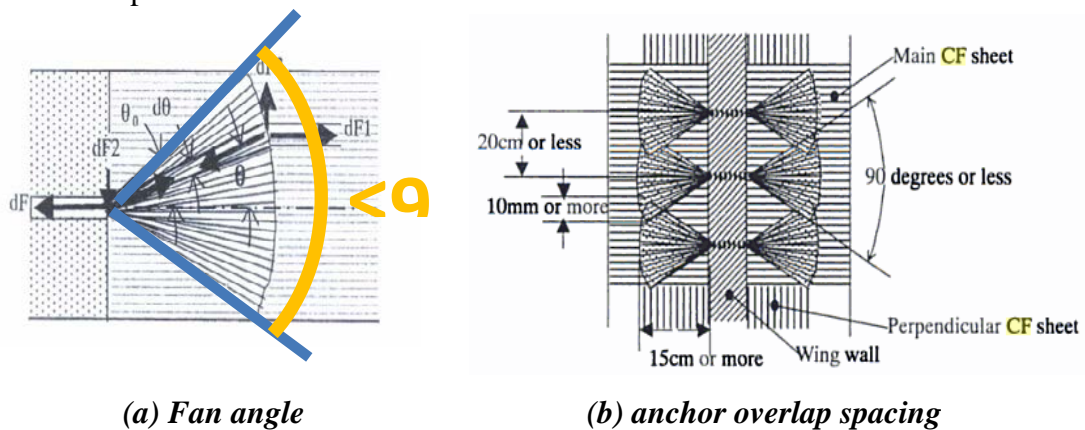 θ₀
dθ
dF2
dF1
θ
dF
<9
Main CF sheet
20cm or less
90 degrees or less
10mm or more
Perpendicular CF sheet
15cm or more
Wing wall
(a) Fan angle
(b) anchor overlap spacing